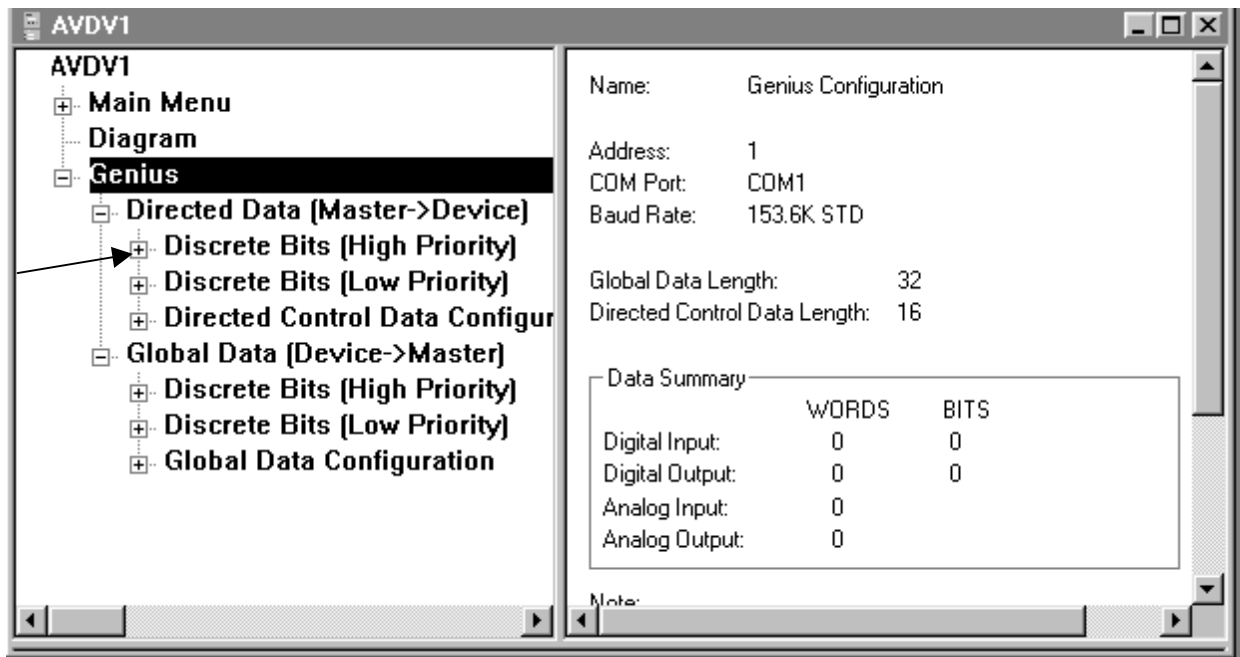 AVDV1
AVDV1
Main Menu
Diagram
Genius
Directed Data (Master->Device)
Discrete Bits (High Priority)
Discrete Bits (Low Priority)
Directed Control Data Configur
Global Data (Device->Master)
Discrete Bits (High Priority)
Discrete Bits (Low Priority)
Global Data Configuration
Name: Genius Configuration
Address: 1
COM Port: COM1
Baud Rate: 153.6K STD
Global Data Length: 32
Directed Control Data Length: 16
Data Summary
WORDS BITS
Digital Input: 0 0
Digital Output: 0 0
Analog Input: 0
Analog Output: 0
Note: